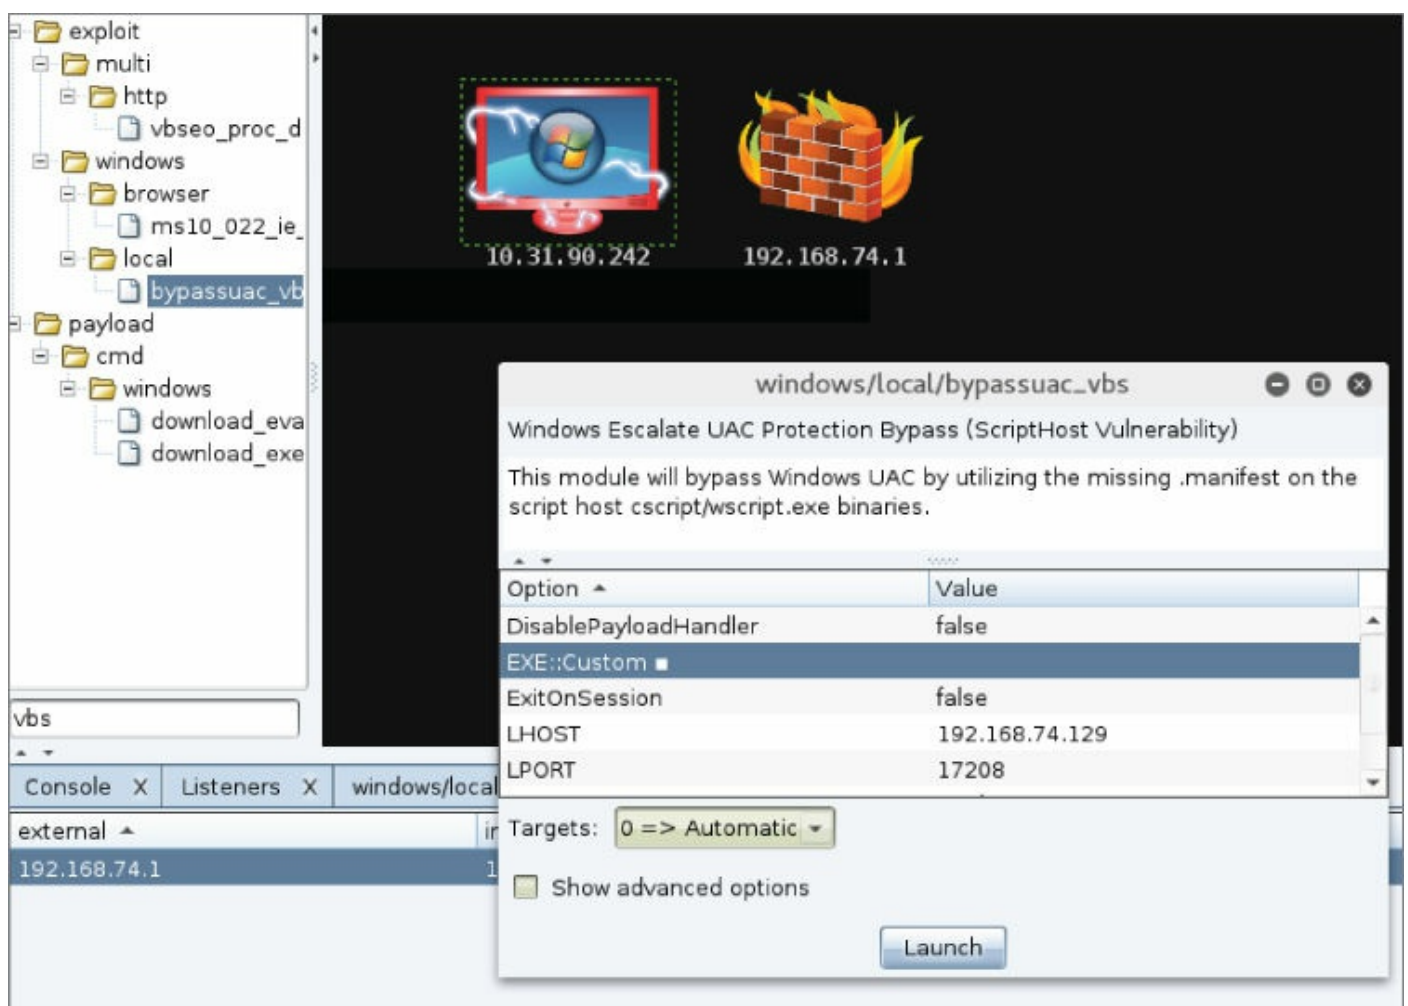 exploit
multi
http
vbseo_proc_d
windows
browser
ms10_022_ie_
local
bypassuac_vb
payload
cmd
windows
download_eva
download_exe
vbs
10.31.90.242
192.168.74.1
windows/local/bypassuac_vbs
Windows Escalate UAC Protection Bypass (ScriptHost Vulnerability)
This module will bypass Windows UAC by utilizing the missing .manifest on the
script host cscript/wscript.exe binaries.
Option Value
DisablePayloadHandler false
EXE::Custom
ExitOnSession false
LHOST 192.168.74.129
LPORT 17208
Targets: 0 => Automatic
Show advanced options
Launch
Console X Listeners X windows/local
external ir
192.168.74.1 1